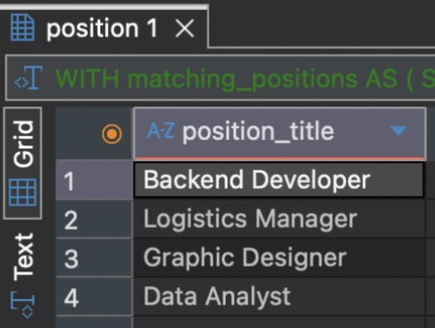 position 1
WITH matching_positions AS ( S
Grid
Text
A-Z position_title
1 Backend Developer
2 Logistics Manager
3 Graphic Designer
4 Data Analyst